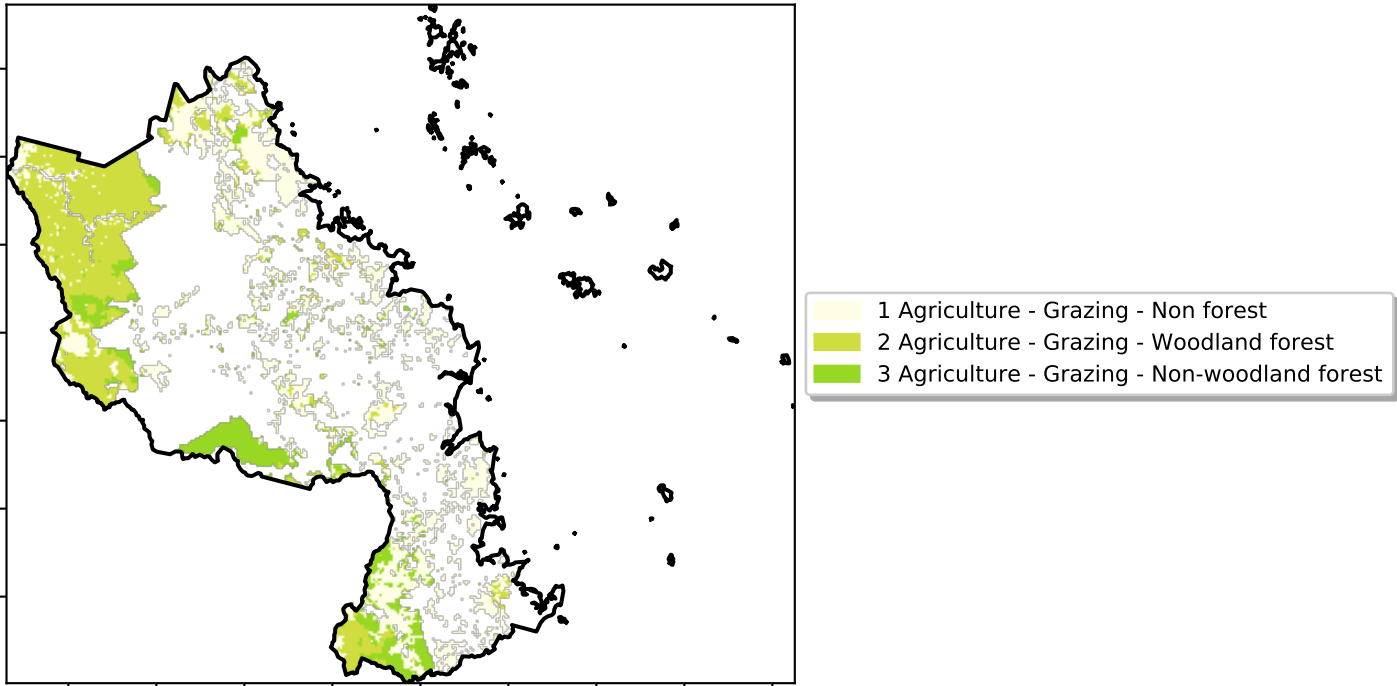 1 Agriculture - Grazing - Non forest
2 Agriculture - Grazing - Woodland forest
3 Agriculture - Grazing - Non-woodland forest